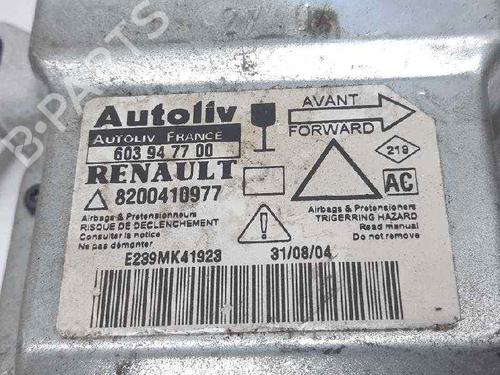 B-PARTS
Autoliv
AUTOLIV FRANCE
603 94 77 00
RENAULT
8200410977
Airbags & Pretensionneurs
RISQUE DE DECLENCHEMENT
Consulter la notice
Ne pas démonter
AVANT
FORWARD
219
AC
Airbags & Pretensioners
TRIGERRING HAZARD
Read manual
Do not remove
E239MK41923
31/08/04